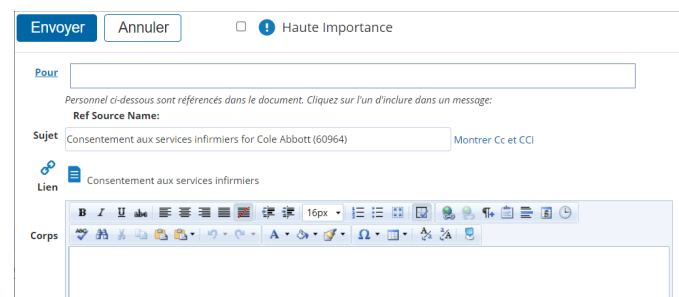 Envoyer Annuler Haute Importance
Pour
Personnel ci-dessous sont référencés dans le document. Cliquez sur l'un d'inclure dans un message:
Ref Source Name:
Sujet Consentement aux services infirmiers for Cole Abbott (60964) Montrer Cc et CCI
Lien Consentement aux services infirmiers
B I U abc 16px
Corps ABC A Ω